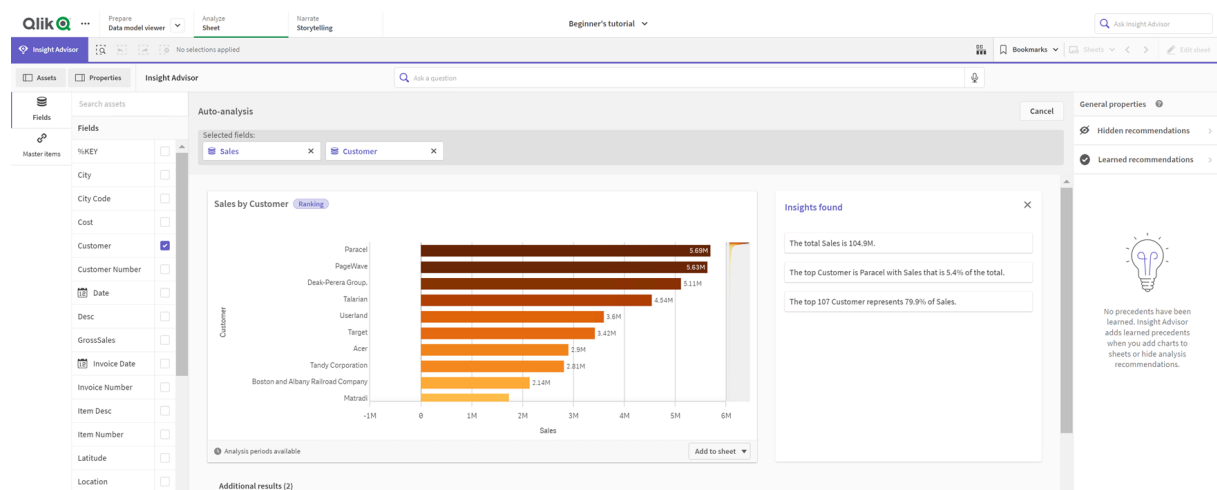 Qlik
Prepare
Data model viewer
Analyze
Sheet
Narrate
Storytelling
Beginner's tutorial
Ask Insight Advisor
Insight Advisor
No selections applied
Bookmarks
Sheets
Edit sheet
Assets
Properties
Insight Advisor
Ask a question
Fields
Master items
Search assets
Fields
%KEY
City
City Code
Cost
Customer
Customer Number
Date
Desc
GrossSales
Invoice Date
Invoice Number
Item Desc
Item Number
Latitude
Location
Auto-analysis
Cancel
Selected fields:
Sales
Customer
Sales by Customer
Ranking
Customer
Paracel
5.69M
PageWave
5.63M
Deak-Perera Group.
5.11M
Talarian
4.54M
Userland
3.6M
Target
3.42M
Acer
2.9M
Tandy Corporation
2.81M
Boston and Albany Railroad Company
2.14M
Matradi
-1M 0 1M 2M 3M 4M 5M 6M
Sales
Analysis periods available
Add to sheet
Additional results (2)
Insights found
The total Sales is 104.9M.
The top Customer is Paracel with Sales that is 5.4% of the total.
The top 107 Customer represents 79.9% of Sales.
General properties
Hidden recommendations
Learned recommendations
No precedents have been
learned. Insight Advisor
adds learned precedents
when you add charts to
sheets or hide analysis
recommendations.